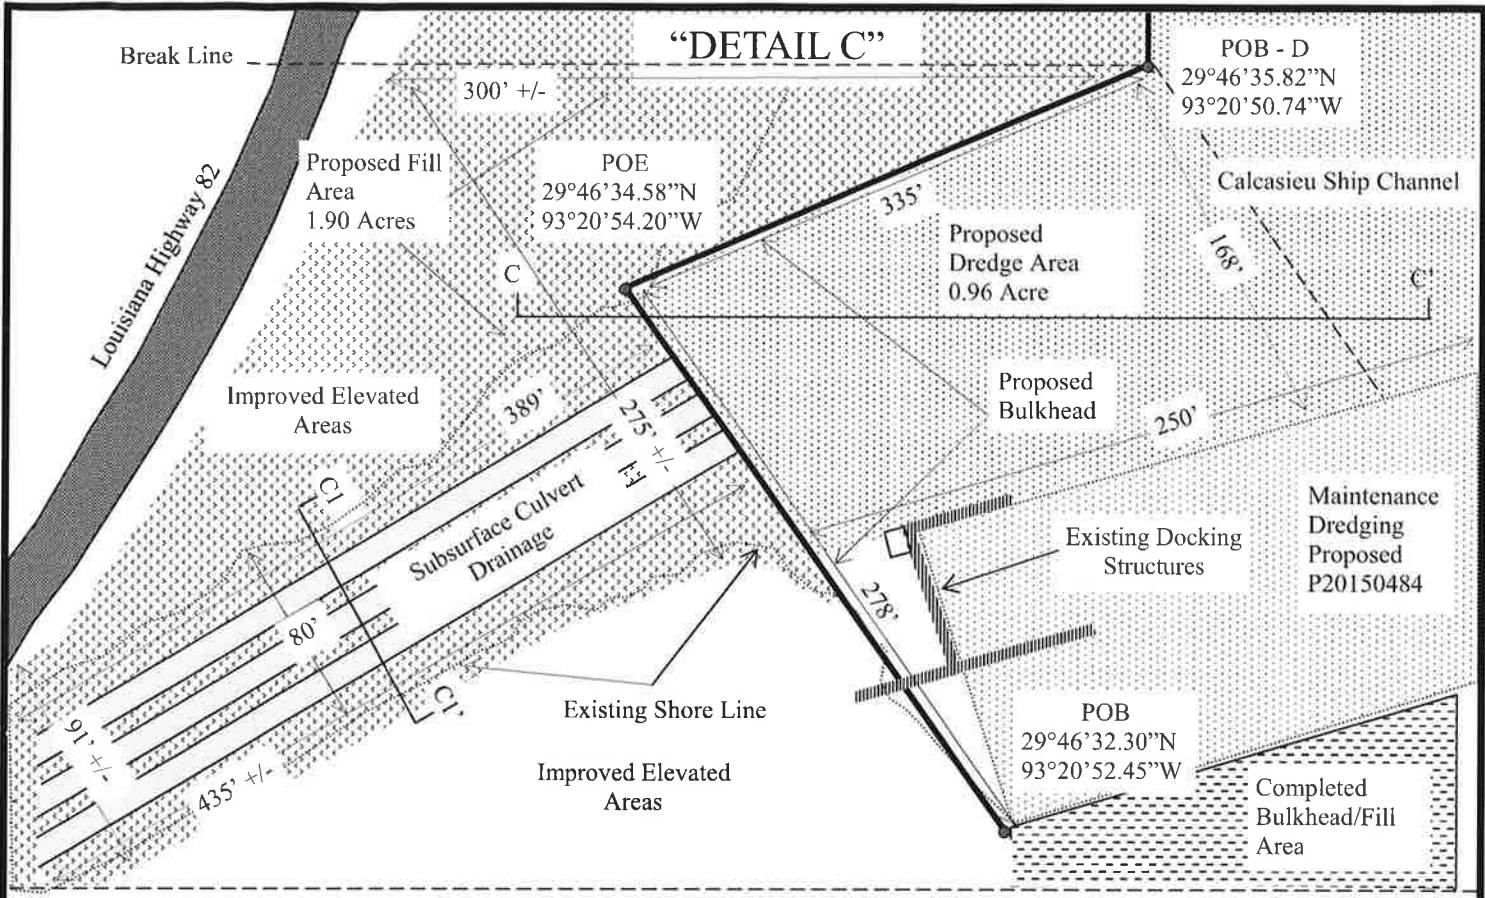 “DETAIL C”
Break Line
300’ +/-
POB - D
29°46’35.82”N
93°20’50.74”W
Proposed Fill
Area
1.90 Acres
POE
29°46’34.58”N
93°20’54.20”W
335’
Calcasieu Ship Channel
Louisiana Highway 82
Proposed
Dredge Area
0.96 Acre
168’
C
C’
Improved Elevated
Areas
389’
275’ +/-
Proposed
Bulkhead
250’
C1
Subsurface Culvert
Drainage
Existing Docking
Structures
Maintenance
Dredging
Proposed
P20150484
278’
80’
C1’
Existing Shore Line
91’ +/-
435’ +/-
Improved Elevated
Areas
POB
29°46’32.30”N
93°20’52.45”W
Completed
Bulkhead/Fill
Area